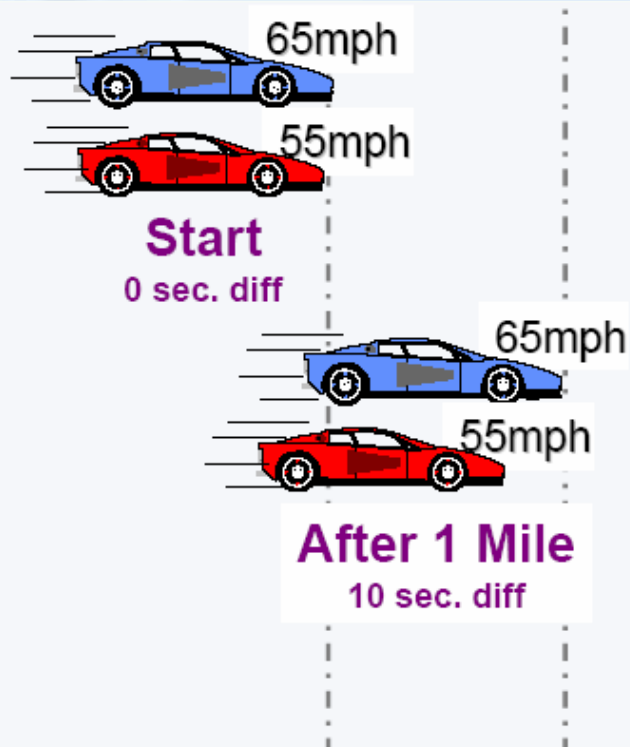 65mph
55mph
Start
0 sec. diff
65mph
55mph
After 1 Mile
10 sec. diff